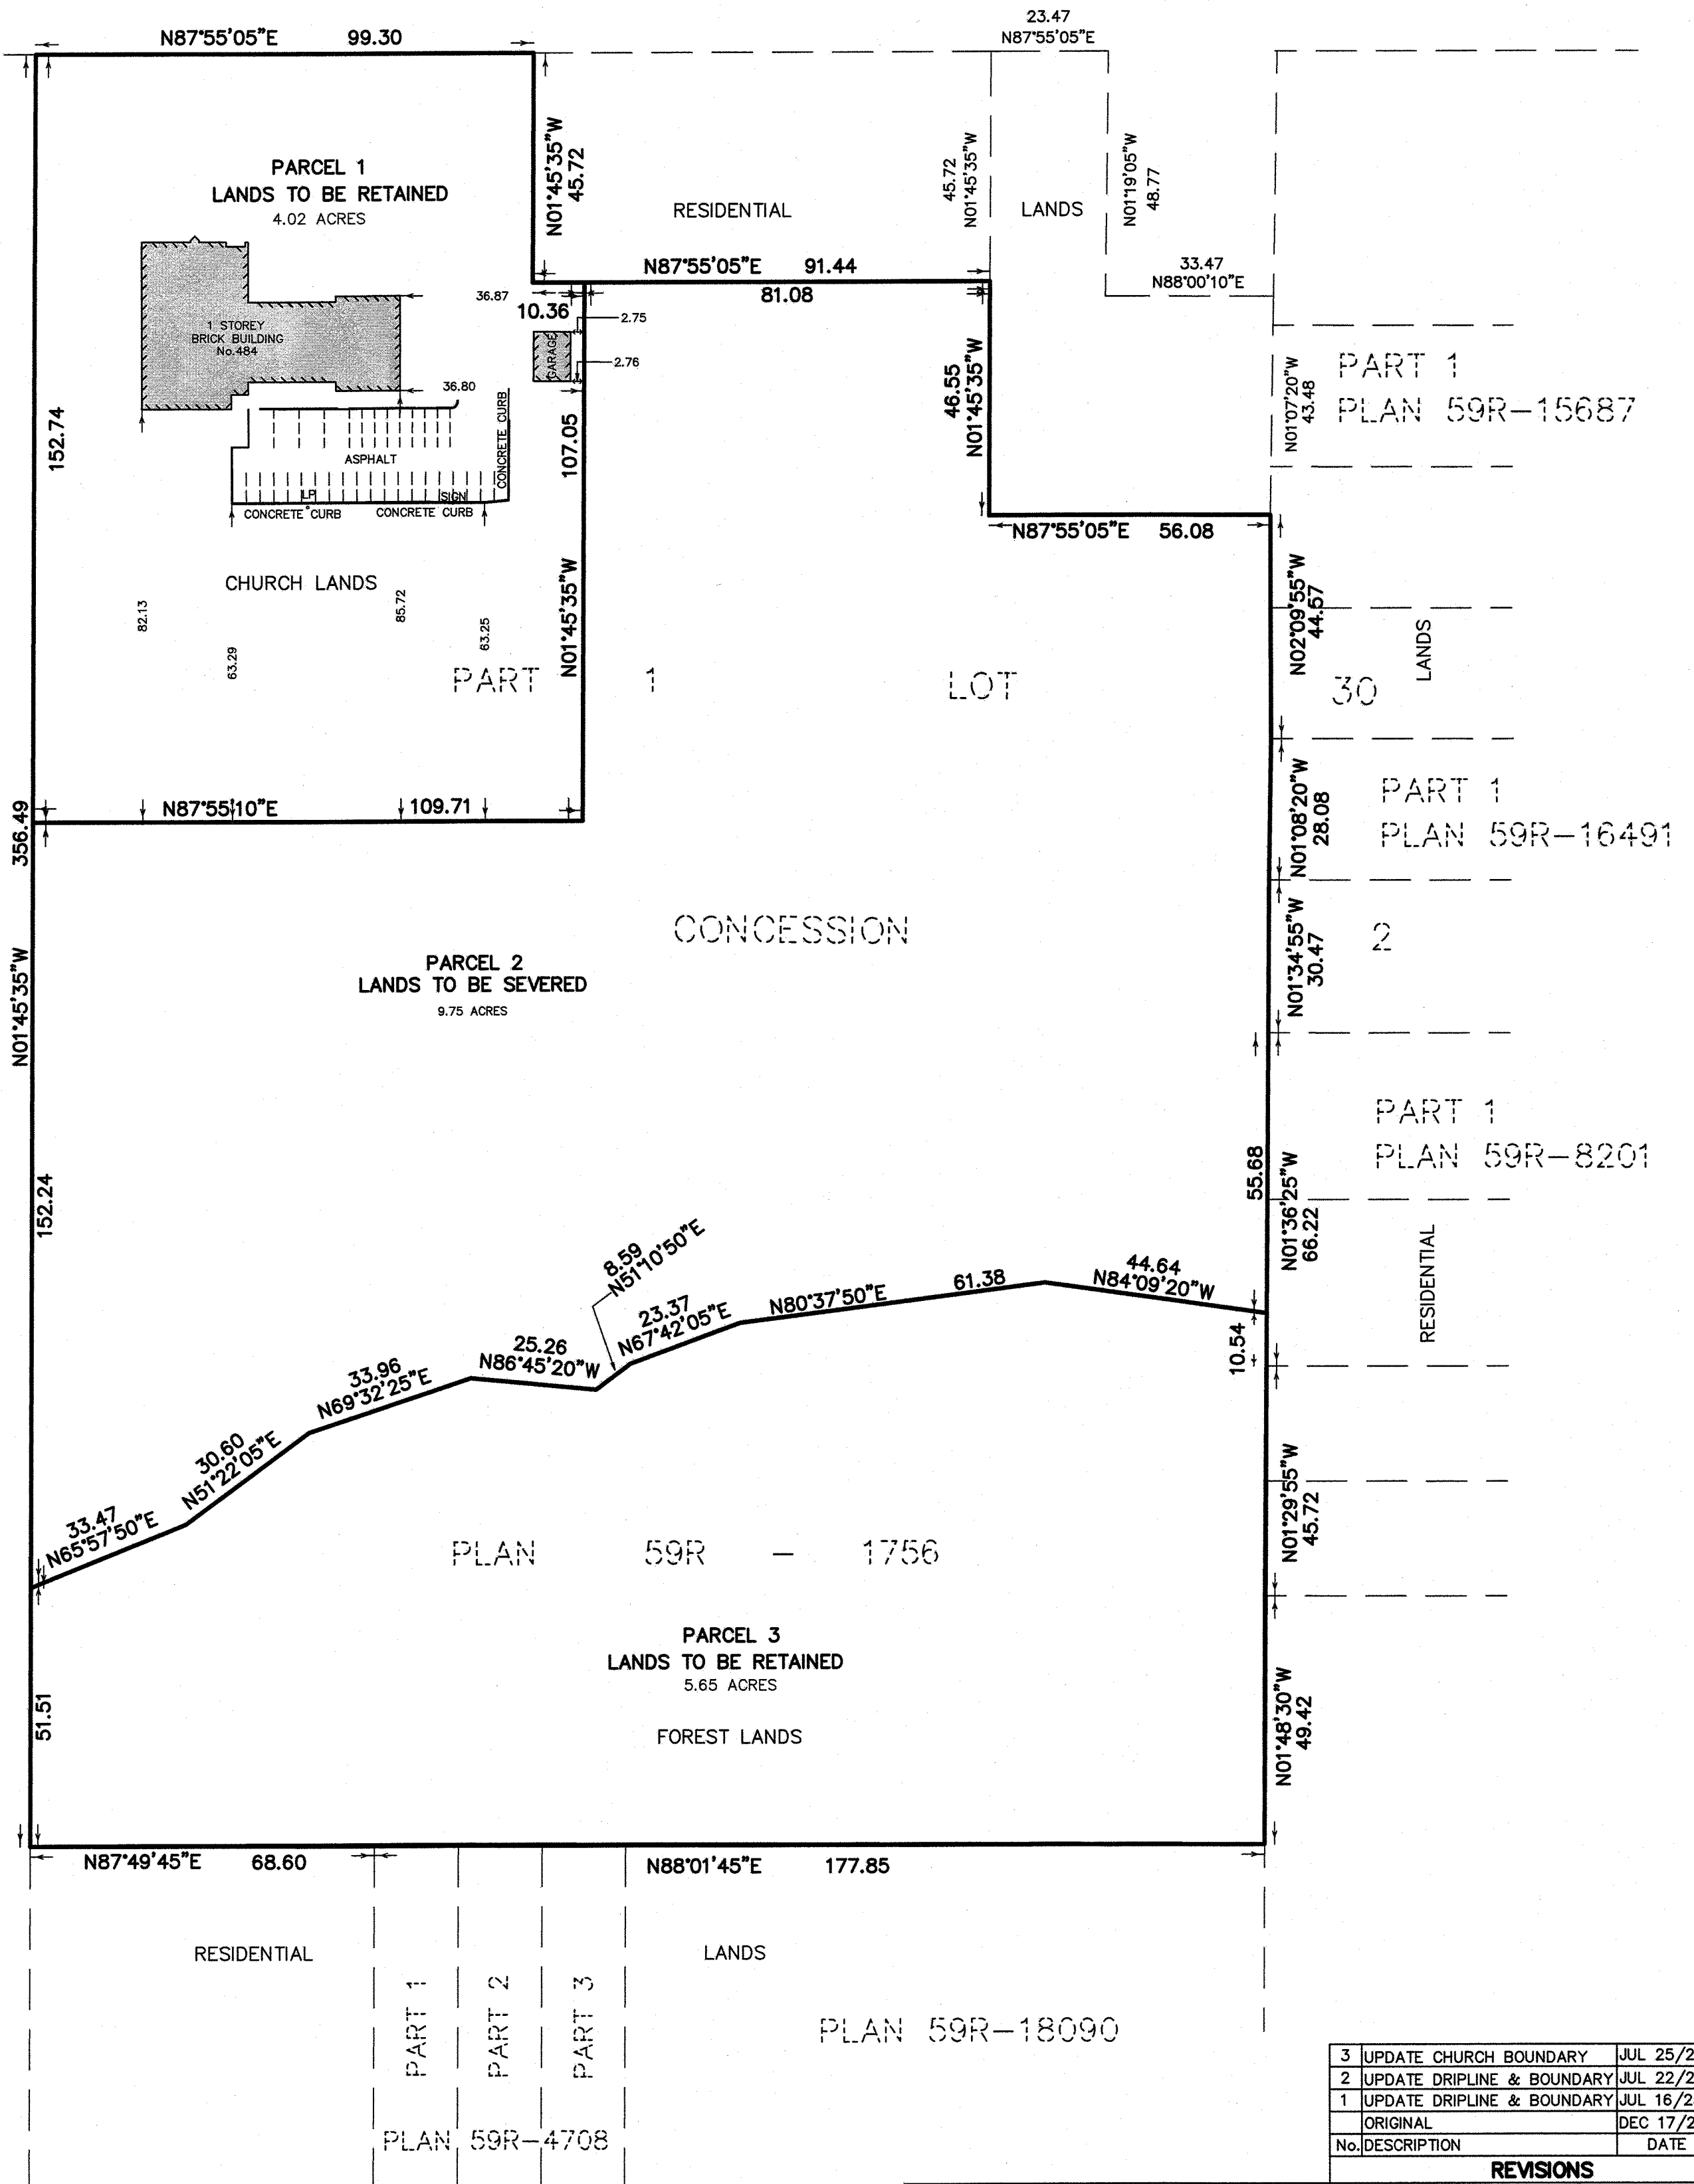 23.47
N87°55'05"E
N87°55'05"E 99.30
PARCEL 1
LANDS TO BE RETAINED
4.02 ACRES
N01°45'35"W
45.72
RESIDENTIAL
45.72
N01°45'35"W
LANDS
N01°19'05"W
48.77
33.47
N88°00'10"E
N87°55'05"E 91.44
81.08
36.87
10.36
2.75
2.76
GARAGE
1 STOREY
BRICK BUILDING
No.484
36.80
152.74
107.05
46.55
N01°45'35"W
N01°07'20"W
43.48
PART 1
PLAN 59R-15687
CONCRETE CURB
ASPHALT
LP
SIGN
CONCRETE CURB
CONCRETE CURB
N87°55'05"E 56.08
CHURCH LANDS
82.13
63.29
85.72
63.25
N01°45'35"W
N02°09'55"W
44.57
LANDS
PART 1 LOT 30
N87°55'10"E 109.71
356.49
N01°45'35"W
N01°08'20"W
28.08
PART 1
PLAN 59R-16491
CONCESSION 2
N01°34'55"W
30.47
PARCEL 2
LANDS TO BE SEVERED
9.75 ACRES
PART 1
PLAN 59R-8201
152.24
55.68
N01°36'25"W
66.22
RESIDENTIAL
8.59
N51°10'50"E
44.64
N84°09'20"W
N80°37'50"E 61.38
23.37
N67°42'05"E
25.26
N86°45'20"W
33.96
N69°32'25"E
30.60
N51°22'05"E
33.47
N65°57'50"E
10.54
N01°29'55"W
45.72
PLAN 59R - 1756
PARCEL 3
LANDS TO BE RETAINED
5.65 ACRES
FOREST LANDS
51.51
N01°48'30"W
49.42
N87°49'45"E 68.60
N88°01'45"E 177.85
RESIDENTIAL
LANDS
PART 1
PART 2
PART 3
PLAN 59R-18090
PLAN 59R-4708
3 UPDATE CHURCH BOUNDARY JUL 25/2
2 UPDATE DRIPLINE & BOUNDARY JUL 22/2
1 UPDATE DRIPLINE & BOUNDARY JUL 16/2
ORIGINAL DEC 17/2
No. DESCRIPTION DATE
REVISIONS